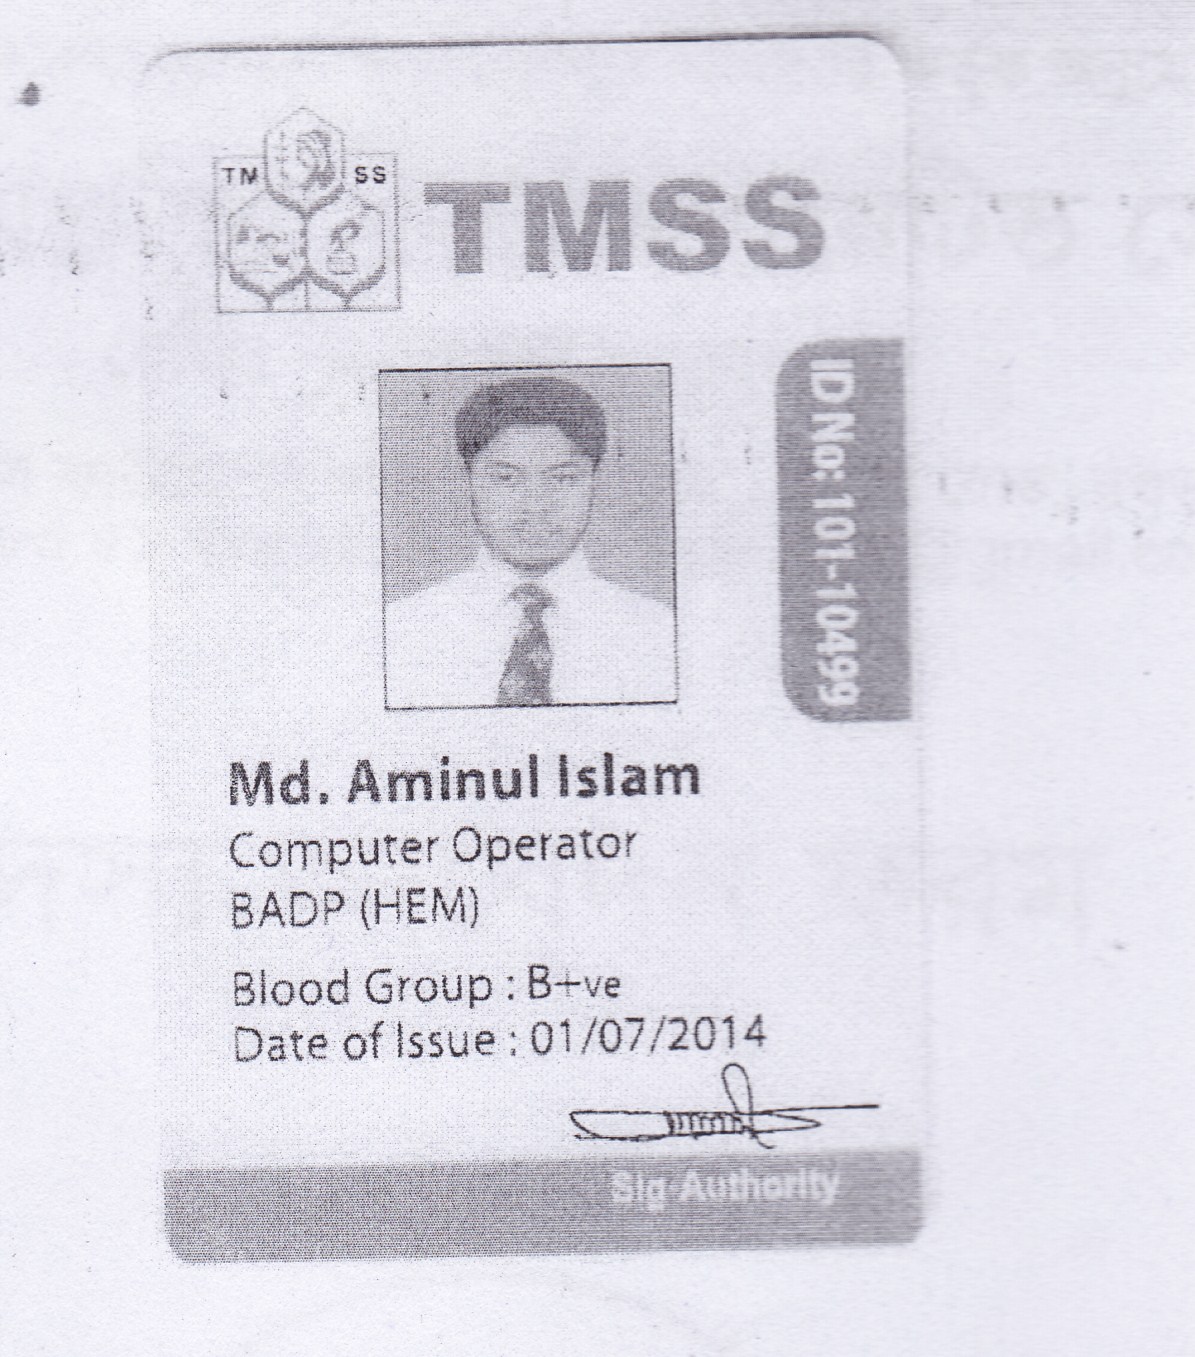 TM SS
TMSS
ID No: 101-10499
Md. Aminul Islam
Computer Operator
BADP (HEM)
Blood Group : B+ve
Date of Issue : 01/07/2014
Sig Authority